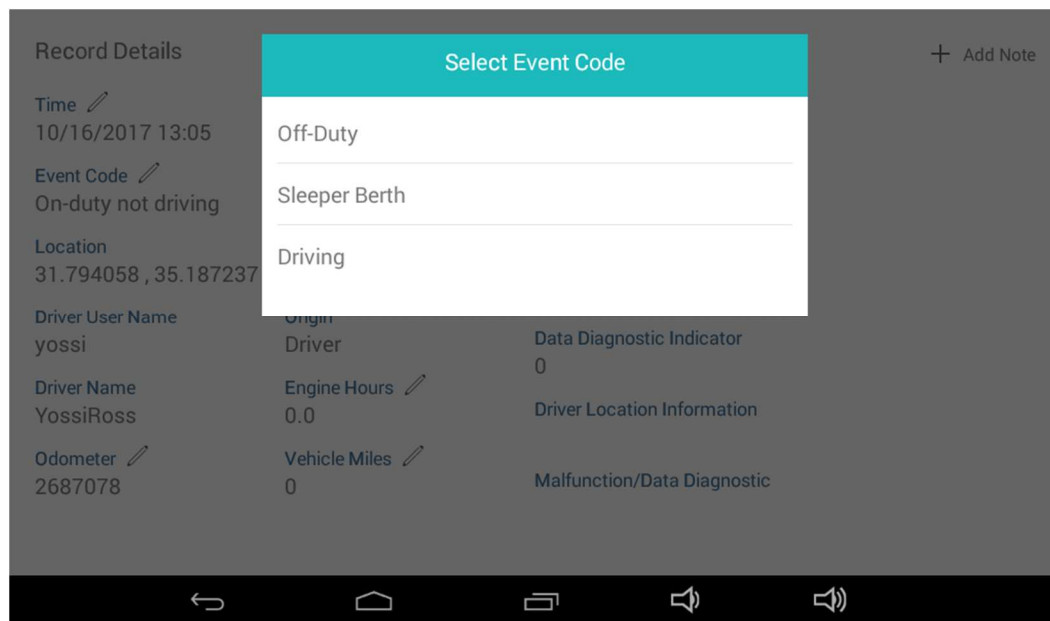 Record Details
Select Event Code
+ Add Note
Time
10/16/2017 13:05
Off-Duty
Event Code
On-duty not driving
Sleeper Berth
Location
31.794058 , 35.187237
Driving
Driver User Name
yossi
Origin
Driver
Data Diagnostic Indicator
0
Driver Name
YossiRoss
Engine Hours
0.0
Driver Location Information
Odometer
2687078
Vehicle Miles
0
Malfunction/Data Diagnostic